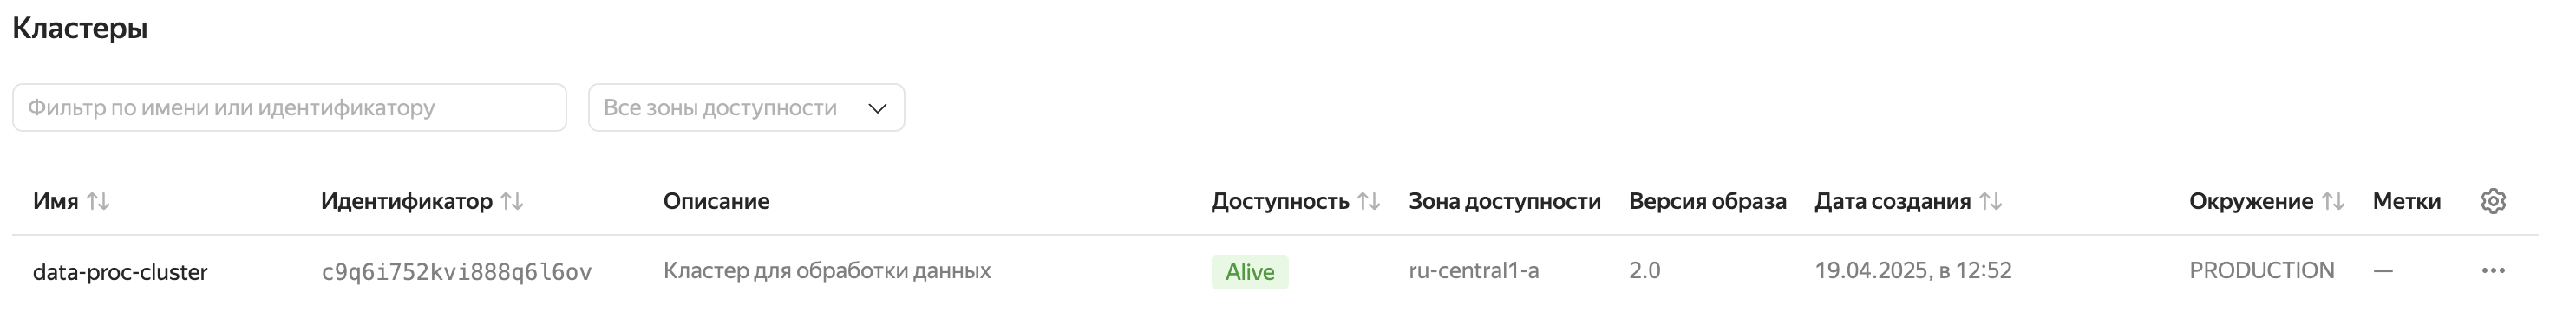 Кластеры
Фильтр по имени или идентификатору Все зоны доступности
Имя Идентификатор Описание Доступность Зона доступности Версия образа Дата создания Окружение Метки
data-proc-cluster c9q6i752kvi888q6l6ov Кластер для обработки данных Alive ru-central1-a 2.0 19.04.2025, в 12:52 PRODUCTION —